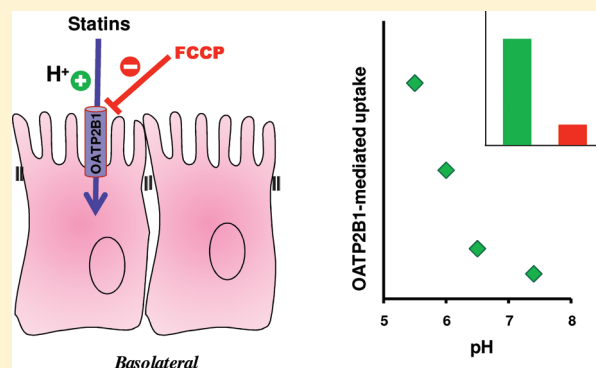 Statins
FCCP
H+
OATP2B1
Basolateral
OATP2B1-mediated uptake
5 6 7 8
pH